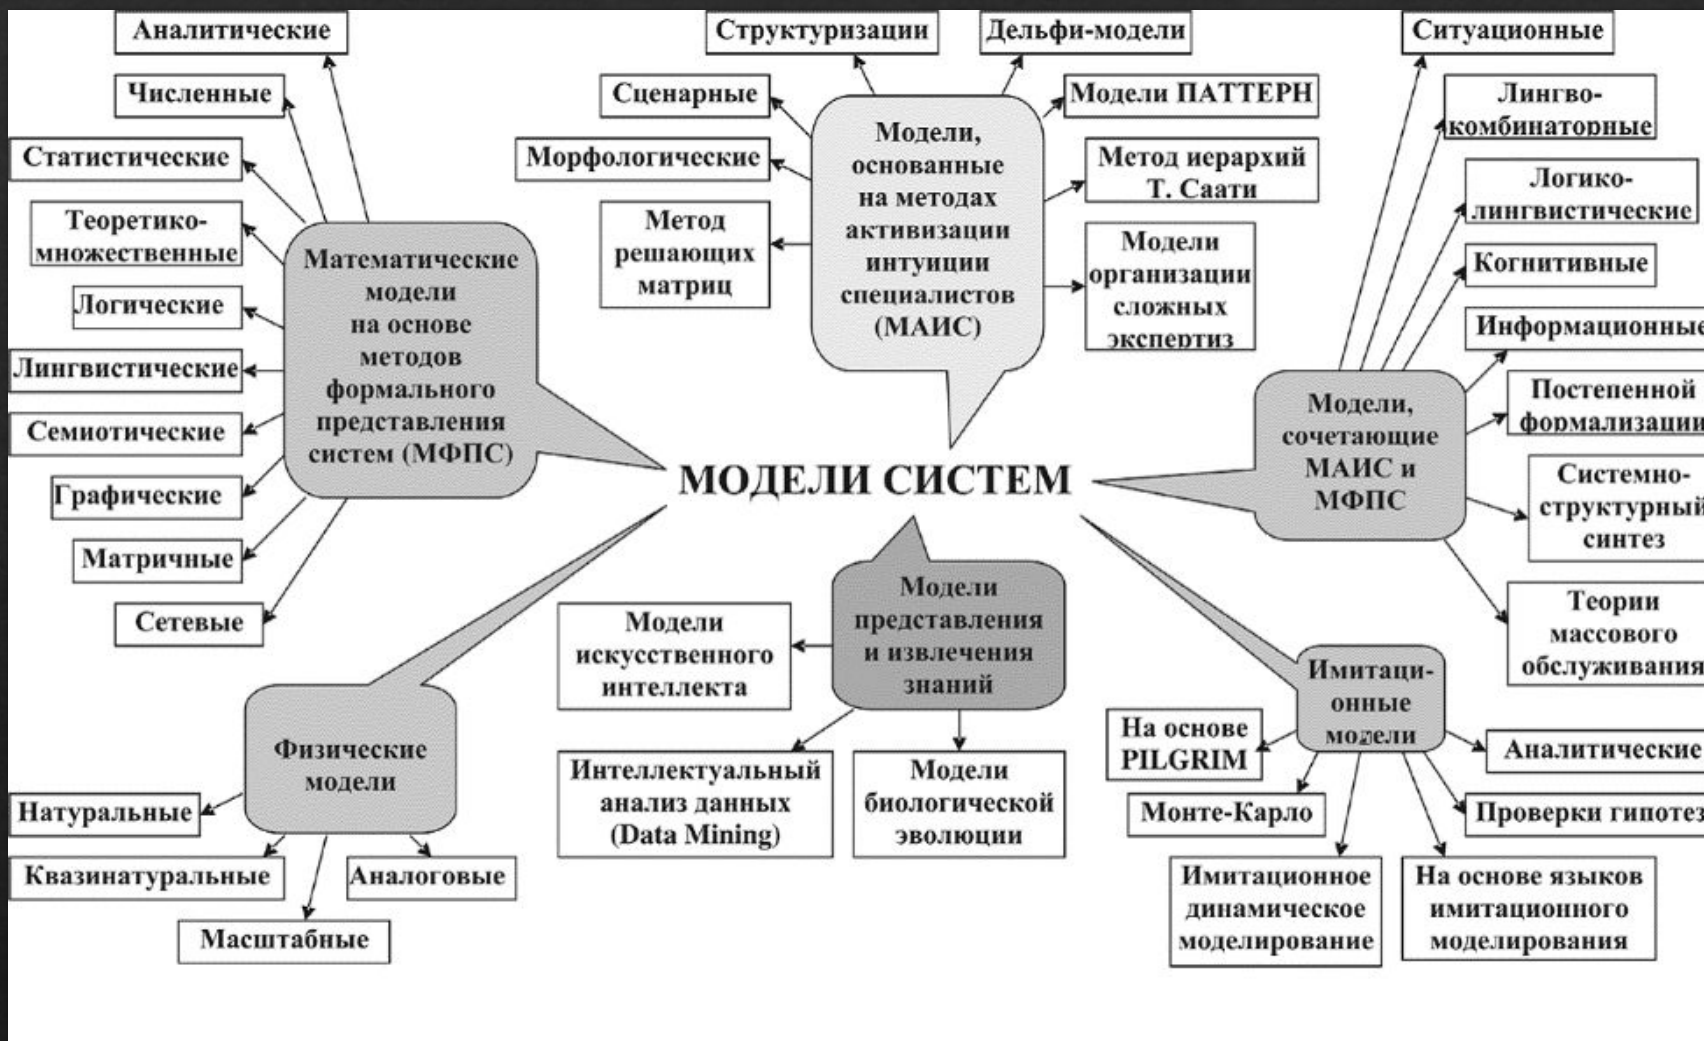 Аналитические
Численные
Статистические
Теоретико-
множественные
Логические
Лингвистические
Семиотические
Графические
Матричные
Сетевые
Математические
модели
на основе
методов
формального
представления
систем (МФПС)
Структуризации
Сценарные
Морфологические
Метод
решающих
матриц
Модели,
основанные
на методах
активизации
интуиции
специалистов
(МАИС)
Дельфи-модели
Модели ПАТТЕРН
Метод иерархий
Т. Саати
Модели
организации
сложных
экспертиз
Ситуационные
Лингво-
комбинаторные
Логико-
лингвистические
Когнитивные
Информационные
Постепенной
формализации
Системно-
структурный
синтез
Теории
массового
обслуживания
Модели,
сочетающие
МАИС и
МФПС
МОДЕЛИ СИСТЕМ
Физические
модели
Натуральные
Квазинатуральные
Масштабные
Аналоговые
Модели
представления
и извлечения
знаний
Модели
искусственного
интеллекта
Интеллектуальный
анализ данных
(Data Mining)
Модели
биологической
эволюции
Имитаци-
онные
модели
На основе
PILGRIM
Монте-Карло
Имитационное
динамическое
моделирование
На основе языков
имитационного
моделирования
Проверки гипотез
Аналитические